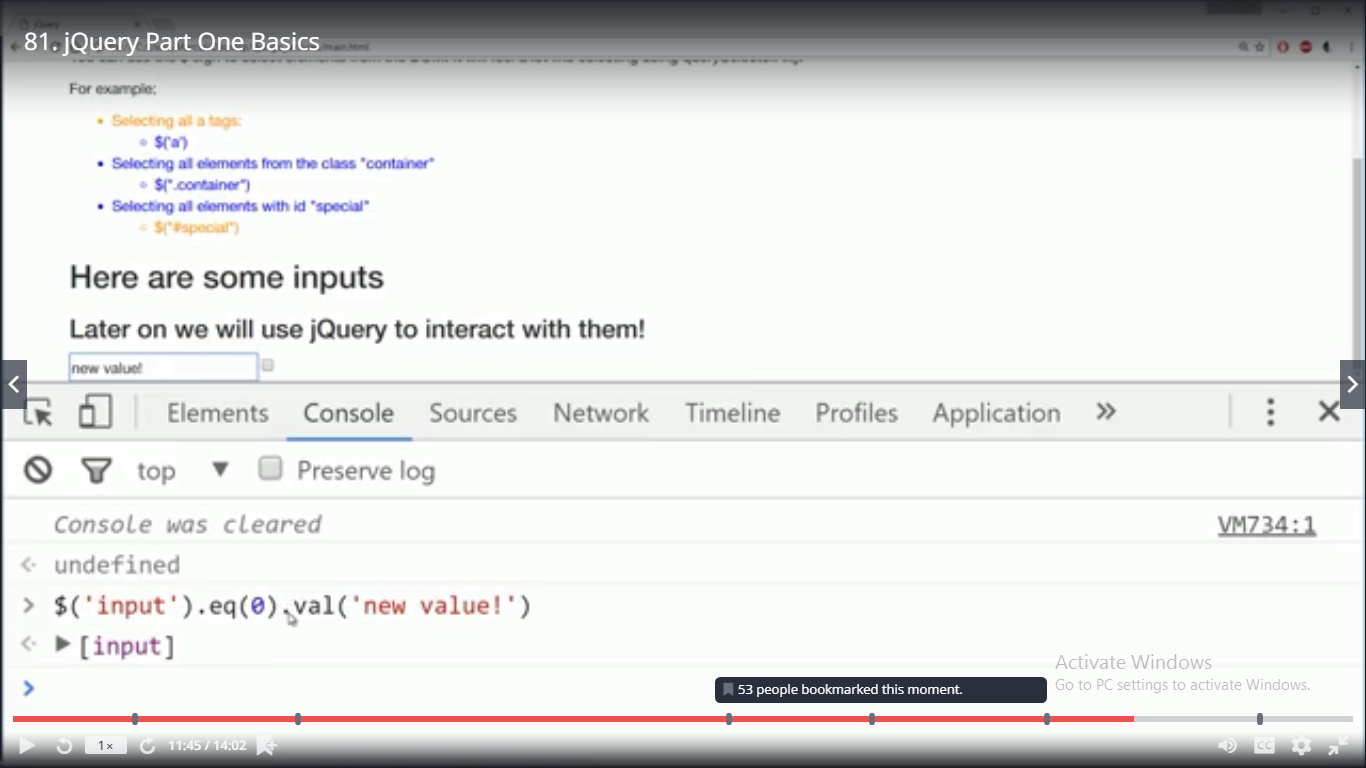 81. jQuery Part One Basics
For example:
Selecting all a tags:
$('a')
Selecting all elements from the class "container"
$(".container")
Selecting all elements with id "special"
$("#special")
Here are some inputs
Later on we will use jQuery to interact with them!
new value!
Elements Console Sources Network Timeline Profiles Application »
top Preserve log
Console was cleared VM734:1
undefined
$('input').eq(0).val('new value!')
[input]
Activate Windows
Go to PC settings to activate Windows.
53 people bookmarked this moment.
1× 11:45 / 14:02 CC